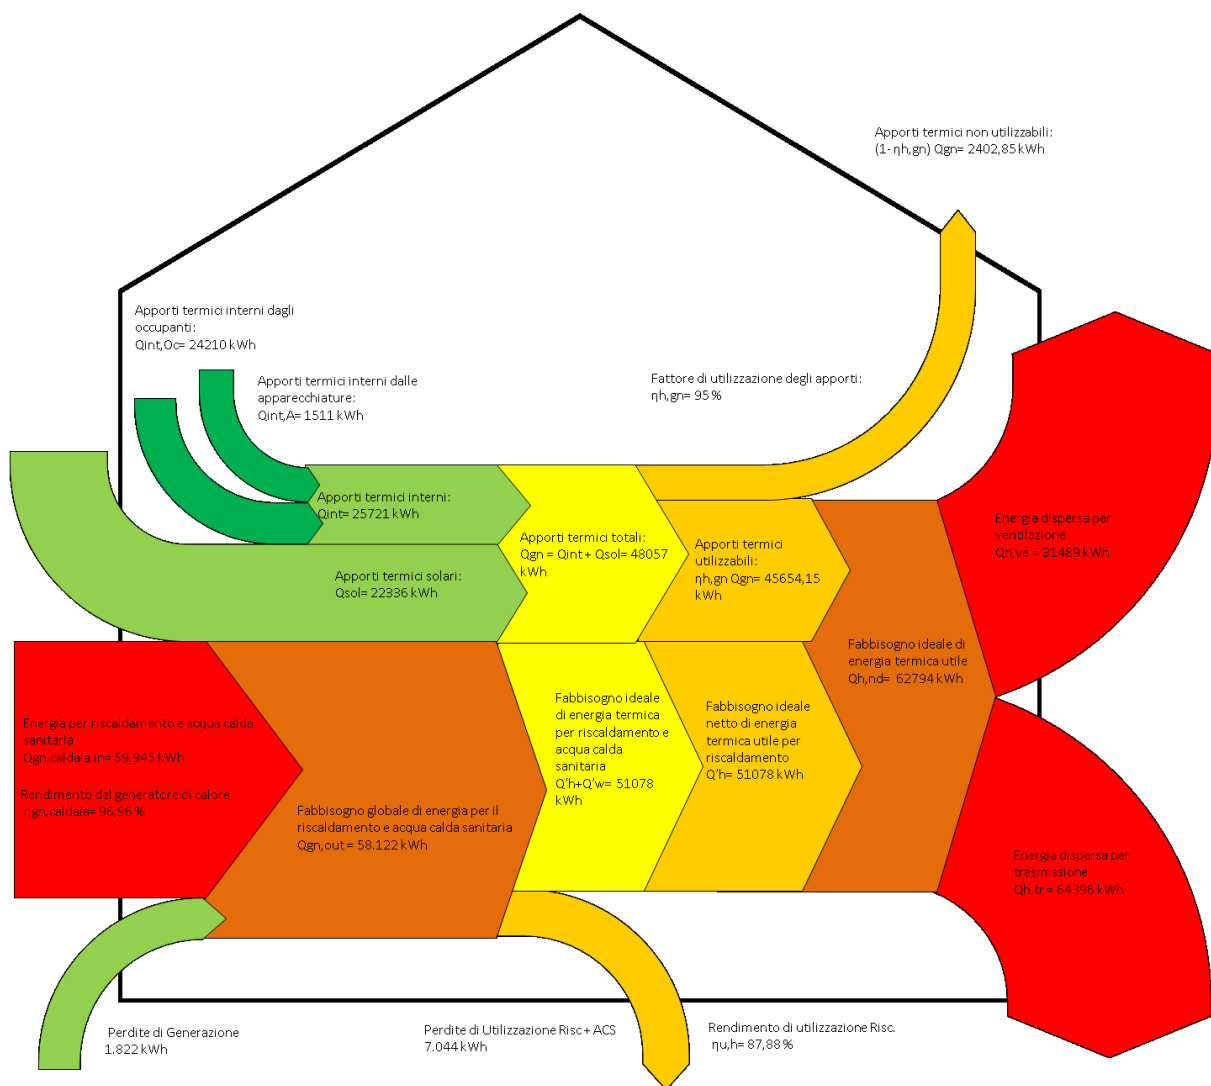 Apporti termici non utilizzabili:
(1- ηh,gn) Qgn= 2402,85 kWh
Apporti termici interni dagli
occupanti:
Qint,Oc= 24210 kWh
Apporti termici interni dalle
apparecchiature:
Qint,A= 1511 kWh
Fattore di utilizzazione degli apporti:
ηh,gn= 95 %
Apporti termici interni:
Qint= 25721 kWh
Apporti termici solari:
Qsol= 22336 kWh
Apporti termici totali:
Qgn = Qint + Qsol= 48057
kWh
Apporti termici
utilizzabili:
ηh,gn Qgn= 45654,15
kWh
Energia dispersa per
ventilazione
Qh,ve = 31489 kWh
Fabbisogno ideale di
energia termica utile
Qh,nd=  62794 kWh
Energia per riscaldamento e acqua calda
sanitaria
Qgn,caldaia,in= 59.945 kWh
Rendimento del generatore di calore
ηgn,caldaia= 96,96 %
Fabbisogno globale di energia per il
riscaldamento e acqua calda sanitaria
Qgn,out = 58.122 kWh
Fabbisogno ideale
di energia termica
per riscaldamento e
acqua calda
sanitaria
Q’h+Q’w= 51078
kWh
Fabbisogno ideale
netto di energia
termica utile per
riscaldamento
Q’h= 51078 kWh
Energia dispersa per
trasmissione
Qh,tr = 64396 kWh
Perdite di Generazione
1.822 kWh
Perdite di Utilizzazione Risc + ACS
7.044 kWh
Rendimento di utilizzazione Risc.
ηu,h= 87,88 %